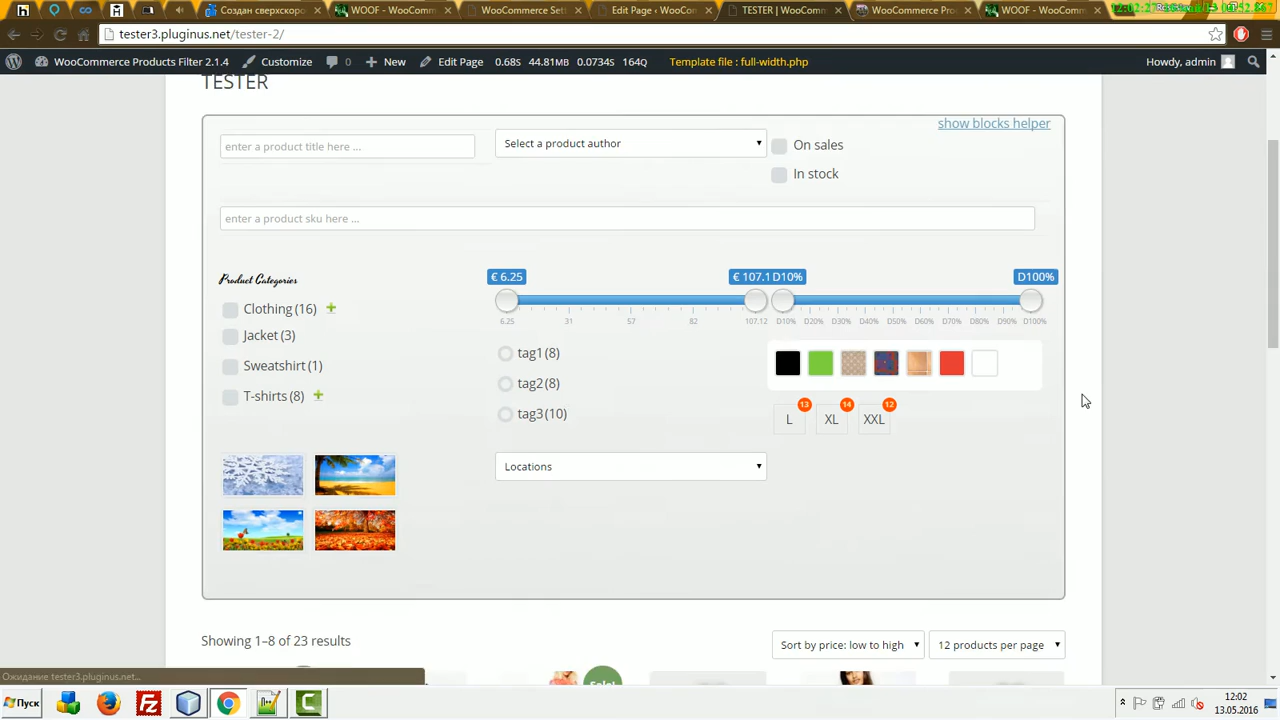 Создан сверхскоро
WOOF - WooComm
WooCommerce Sett
Edit Page ‹ WooCom
TESTER | WooComm
WooCommerce Pro
WOOF - WooComm
tester3.pluginus.net/tester-2/
WooCommerce Products Filter 2.1.4 Customize 0 New Edit Page 0.68s 44.81MB 0.0734s 164Q Template file : full-width.php Howdy, admin
TESTER
show blocks helper
enter a product title here ... Select a product author On sales
In stock
enter a product sku here ...
Product Categories
€ 6.25 € 107.1 D10% D100%
6.25 31 57 82 107.12 D10% D20% D30% D40% D50% D60% D70% D80% D90% D100%
Clothing (16)
Jacket (3)
Sweatshirt (1)
T-shirts (8)
tag1 (8)
tag2 (8)
tag3 (10)
13 14 12
L XL XXL
Locations
Showing 1–8 of 23 results Sort by price: low to high 12 products per page
Sale!
Ожидание tester3.pluginus.net...
Пуск
12:02
13.05.2016